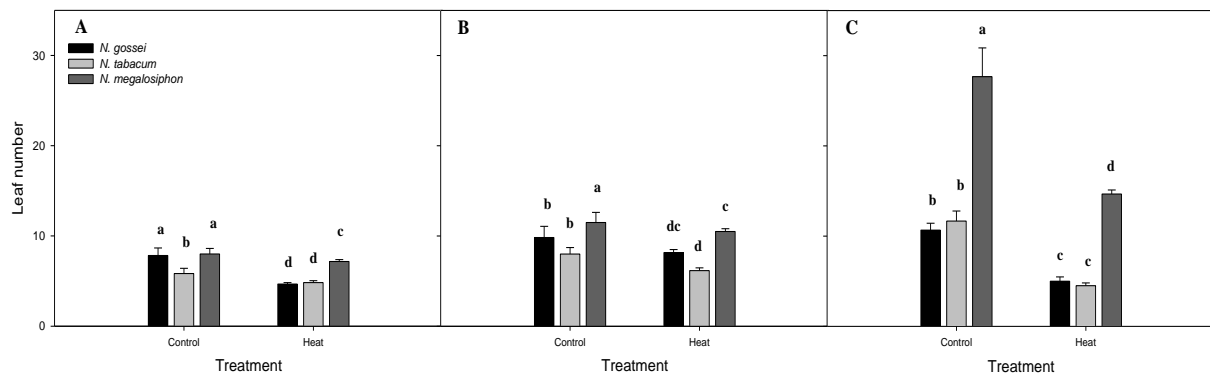 A
B
C
N. gossei
N. tabacum
N. megalosiphon
Leaf number
30
20
10
0
a b a
d d c
b b a
dc d c
b b a
c c d
Control Heat
Control Heat
Control Heat
Treatment
Treatment
Treatment